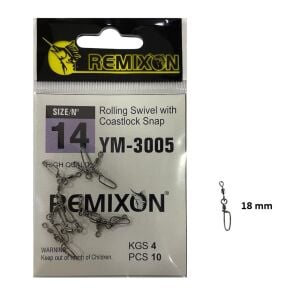 REMIXON
SIZE/Nº
14
Rolling Swivel with
Coastlock Snap
YM-3005
HIGH QUALITY
REMIXON
WARNING
Keep out of reach of Children.
KGS 4
PCS 10
18 mm